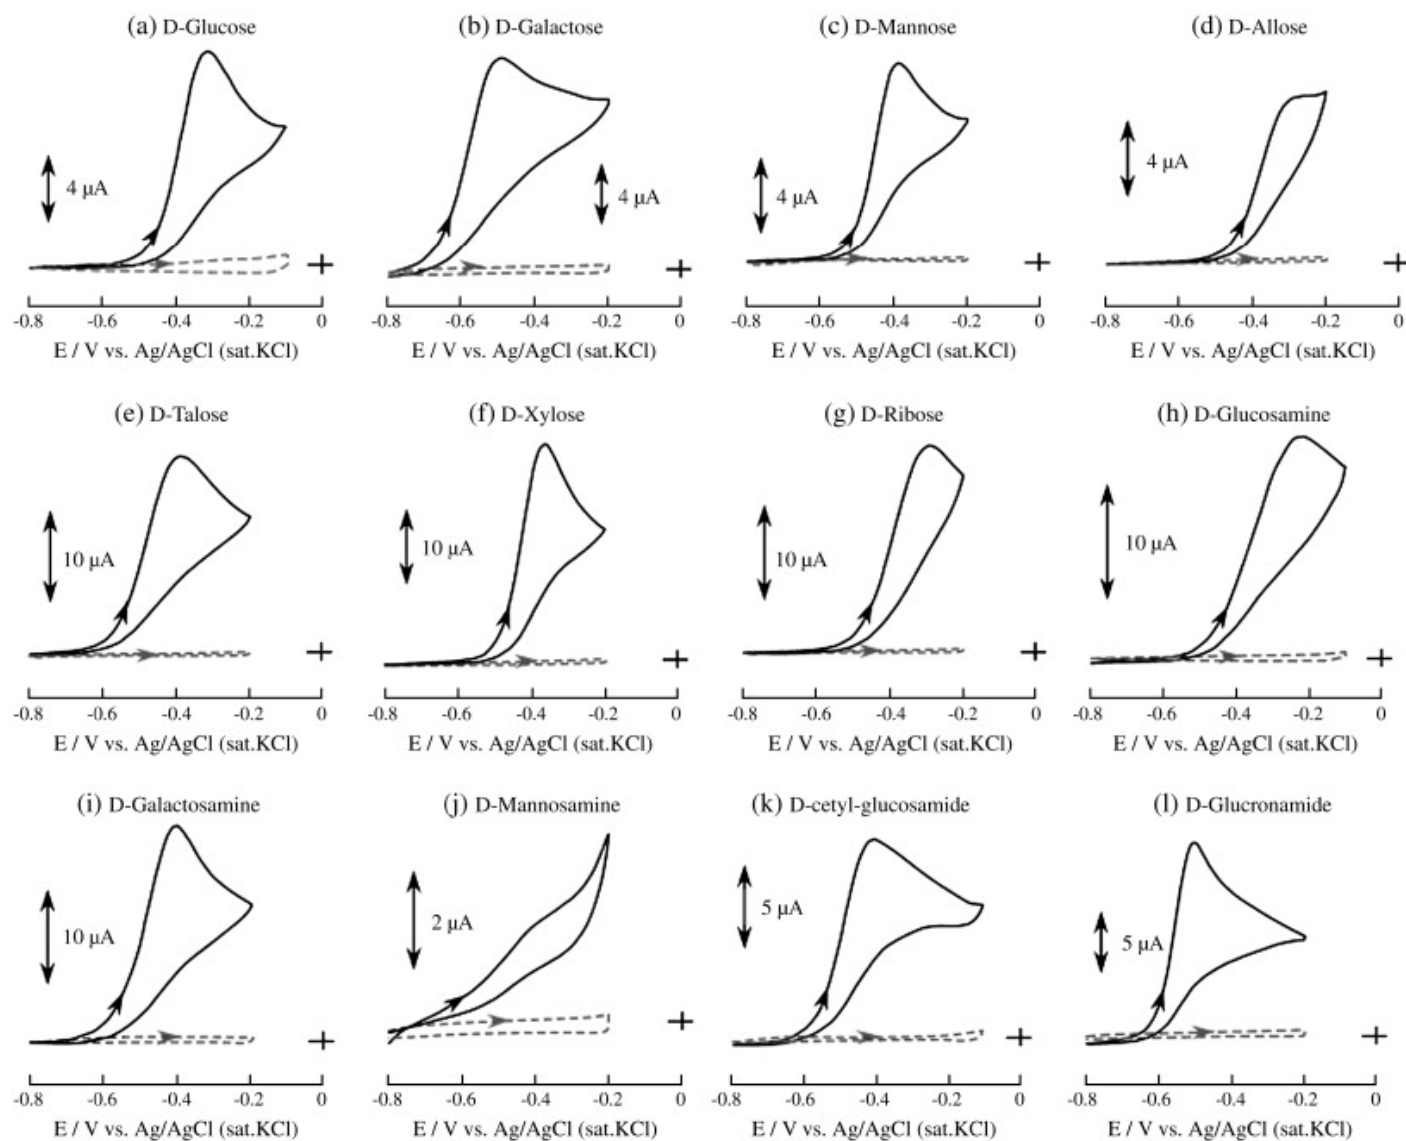 (a) D-Glucose (b) D-Galactose (c) D-Mannose (d) D-Allose
4 μA 4 μA 4 μA 4 μA
-0.8 -0.6 -0.4 -0.2 0 -0.8 -0.6 -0.4 -0.2 0 -0.8 -0.6 -0.4 -0.2 0 -0.8 -0.6 -0.4 -0.2 0
E / V vs. Ag/AgCl (sat.KCl) E / V vs. Ag/AgCl (sat.KCl) E / V vs. Ag/AgCl (sat.KCl) E / V vs. Ag/AgCl (sat.KCl)
(e) D-Talose (f) D-Xylose (g) D-Ribose (h) D-Glucosamine
10 μA 10 μA 10 μA 10 μA
-0.8 -0.6 -0.4 -0.2 0 -0.8 -0.6 -0.4 -0.2 0 -0.8 -0.6 -0.4 -0.2 0 -0.8 -0.6 -0.4 -0.2 0
E / V vs. Ag/AgCl (sat.KCl) E / V vs. Ag/AgCl (sat.KCl) E / V vs. Ag/AgCl (sat.KCl) E / V vs. Ag/AgCl (sat.KCl)
(i) D-Galactosamine (j) D-Mannosamine (k) D-cetyl-glucosamide (l) D-Glucronamide
10 μA 2 μA 5 μA 5 μA
-0.8 -0.6 -0.4 -0.2 0 -0.8 -0.6 -0.4 -0.2 0 -0.8 -0.6 -0.4 -0.2 0 -0.8 -0.6 -0.4 -0.2 0
E / V vs. Ag/AgCl (sat.KCl) E / V vs. Ag/AgCl (sat.KCl) E / V vs. Ag/AgCl (sat.KCl) E / V vs. Ag/AgCl (sat.KCl)